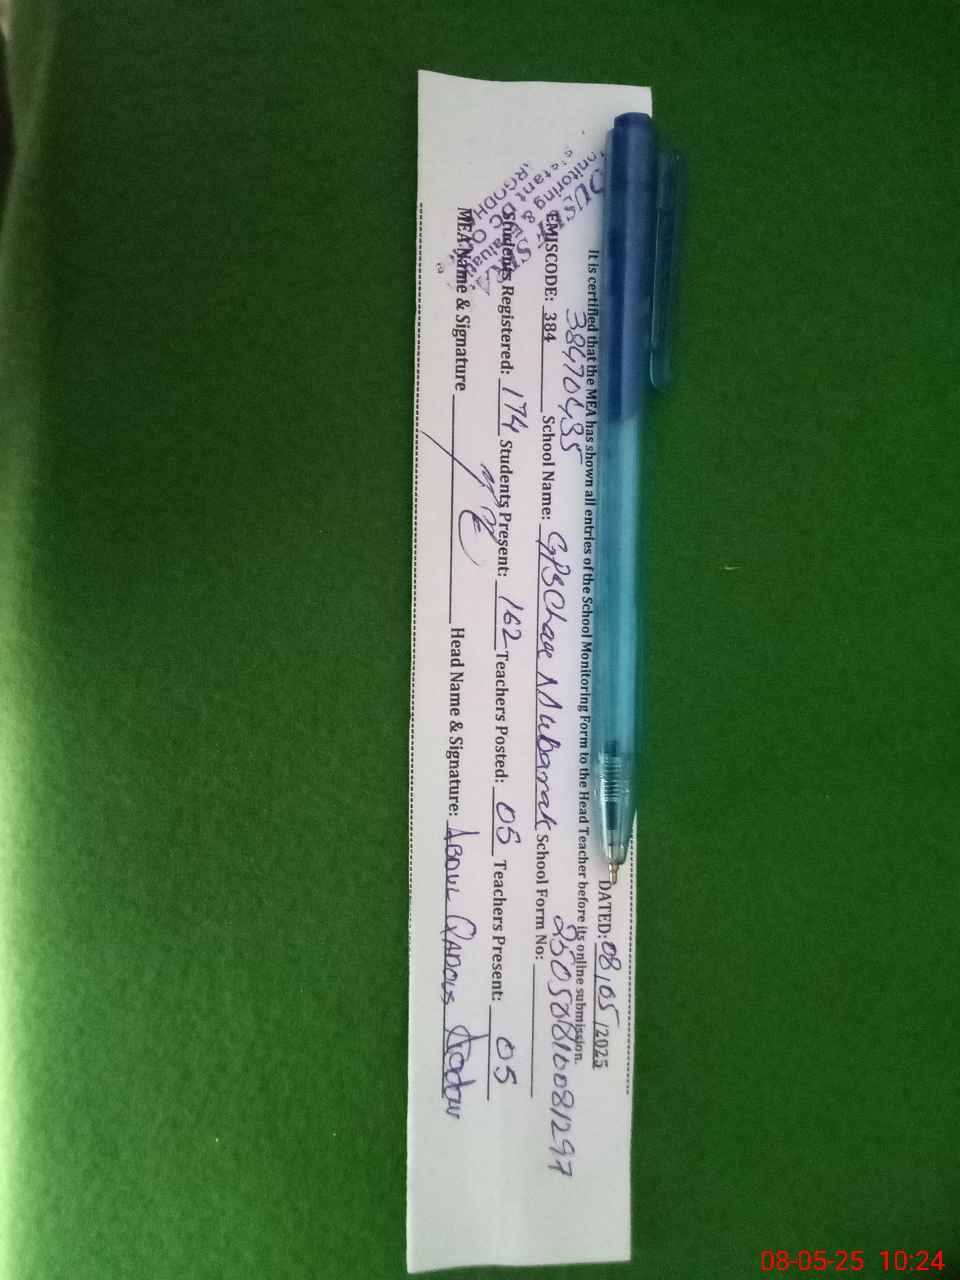 DATED: 08/05/2025
It is certified that the MEA has shown all entries of the School Monitoring Form to the Head Teacher before its online submission.
38470435 25050810081297
EMISCODE: 384 School Name: GPS Chak Mubarak School Form No:
Students Registered: 174 Students Present: 162 Teachers Posted: 05 Teachers Present: 05
MEA Name & Signature Head Name & Signature: Abdul Qadous
08-05-25 10:24